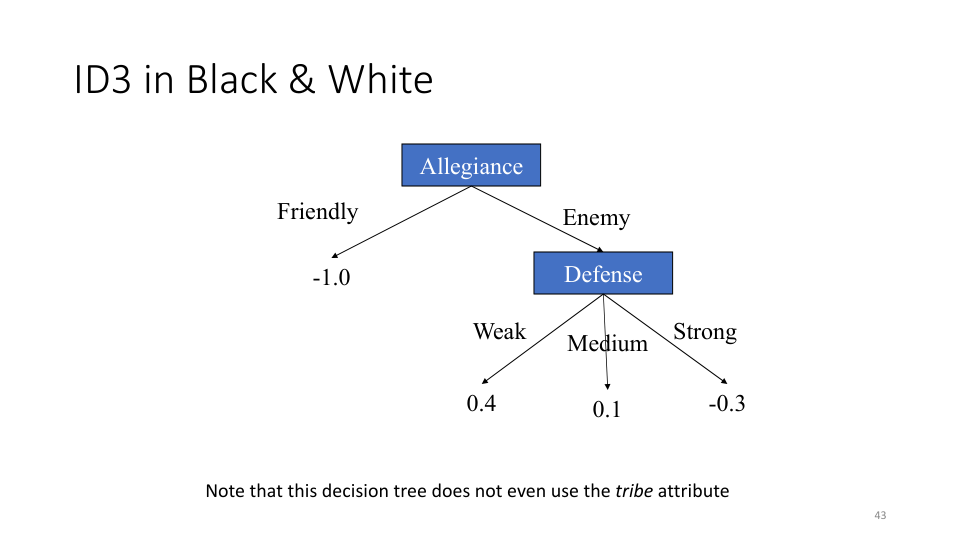 ID3 in Black & White
Allegiance
Friendly
Enemy
-1.0
Defense
Weak
Medium
Strong
0.4
0.1
-0.3
Note that this decision tree does not even use the tribe attribute
43